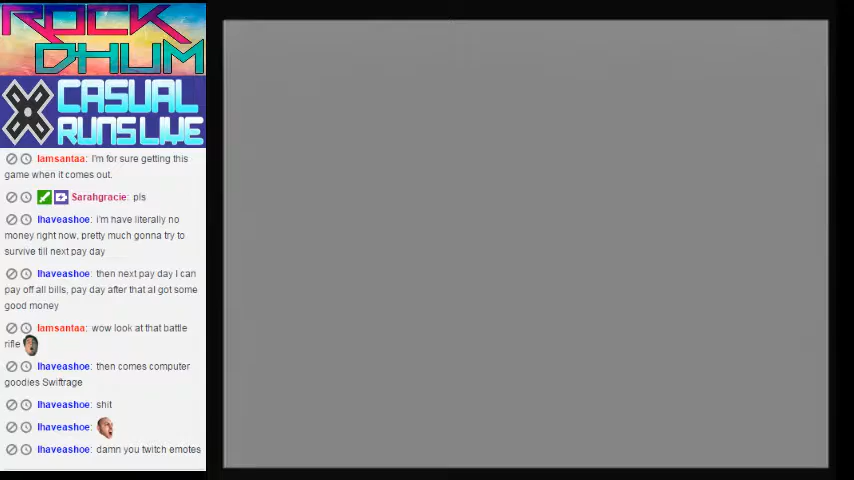 ROCK
DHUM
CASUAL
RUNS LIVE
Iamsantaa: I'm for sure getting this
game when it comes out.
Sarahgracie: pls
Ihaveashoe: i'm have literally no
money right now, pretty much gonna try to
survive till next pay day
Ihaveashoe: then next pay day I can
pay off all bills, pay day after that aI got some
good money
Iamsantaa: wow look at that battle
rifle
Ihaveashoe: then comes computer
goodies Swiftrage
Ihaveashoe: shit
Ihaveashoe:
Ihaveashoe: damn you twitch emotes